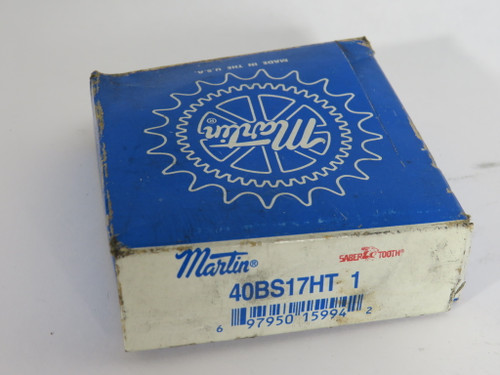 MADE IN THE U.S.A.
Martin®
Martin®
SABER TOOTH®
40BS17HT 1
6 97950 15994 2